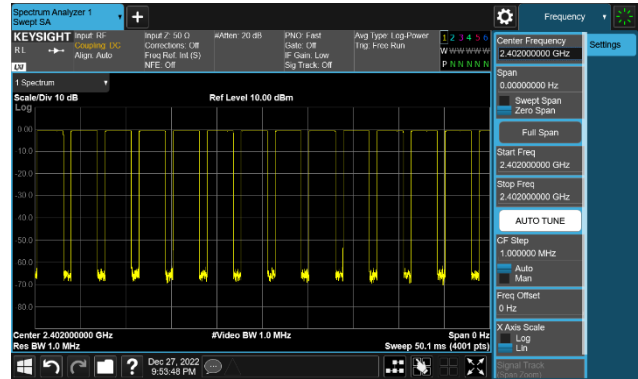 Spectrum Analyzer 1
Swept SA
+
Frequency
KEYSIGHT
Input: RF
Coupling: DC
Align: Auto
RL
LXI
Input Z: 50 Ω
Corrections: Off
Freq Ref: Int (S)
NFE: Off
#Atten: 20 dB
PNO: Fast
Gate: Off
IF Gain: Low
Sig Track: Off
Avg Type: Log-Power
Trig: Free Run
1 2 3 4 5 6
W W W W W W
P N N N N N
Center Frequency
2.402000000 GHz
Settings
Span
0.00000000 Hz
Swept Span
Zero Span
Full Span
Start Freq
2.402000000 GHz
Stop Freq
2.402000000 GHz
AUTO TUNE
CF Step
1.000000 MHz
Auto
Man
Freq Offset
0 Hz
X Axis Scale
Log
Lin
Signal Track
(Span Zoom)
1 Spectrum
Scale/Div 10 dB
Ref Level 10.00 dBm
Log
0.00
-10.0
-20.0
-30.0
-40.0
-50.0
-60.0
-70.0
-80.0
Center 2.402000000 GHz
#Video BW 1.0 MHz
Span 0 Hz
Res BW 1.0 MHz
Sweep 50.1 ms (4001 pts)
?
Dec 27, 2022
9:53:48 PM